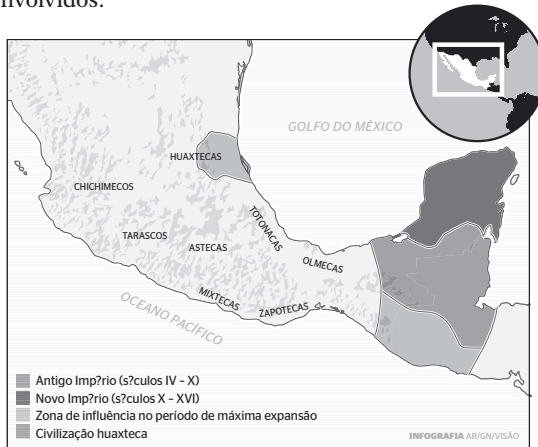 nvolvidos.
GOLFO DO MÉXICO
HUAXTECAS
CHICHIMECOS
TOTONACAS
TARASCOS
ASTECAS
OLMECAS
MIXTECAS
ZAPOTECAS
OCEANO PACÍFICO
Antigo Imp?rio (s?culos IV - X)
Novo Imp?rio (s?culos X - XVI)
Zona de influência no período de máxima expansão
Civilização huaxteca
INFOGRAFIA AR/GN/VISÃO